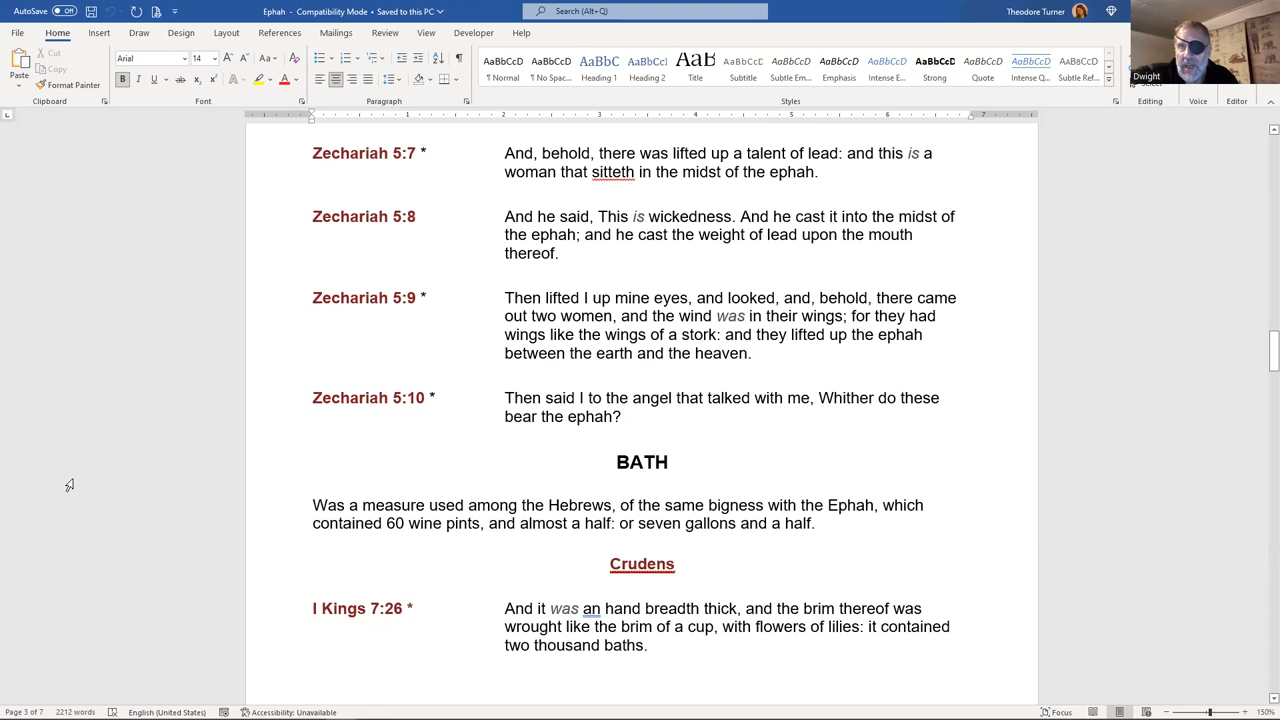 AutoSave Off Ephah - Compatibility Mode • Saved to this PC Search (Alt+Q) Theodore Turner
File Home Insert Draw Design Layout References Mailings Review View Developer Help
Paste Cut Copy Format Painter
Arial 14
AaBbCcD AaBbCcD AaBbC AaBbCc AaB AaBbCcD AaBbCcD AaBbCcD AaBbCcD AaBbCcD AaBbCcD AaBbCcD AaBbCcD
¶ Normal ¶ No Spac... Heading 1 Heading 2 Title Subtitle Subtle Em... Emphasis Intense E... Strong Quote Intense Q... Subtle Ref...
Clipboard Font Paragraph Styles Editing Voice Editor
Dwight
1 2 3 4 5 6 7
Zechariah 5:7 * And, behold, there was lifted up a talent of lead: and this is a
woman that sitteth in the midst of the ephah.
Zechariah 5:8 And he said, This is wickedness. And he cast it into the midst of
the ephah; and he cast the weight of lead upon the mouth
thereof.
Zechariah 5:9 * Then lifted I up mine eyes, and looked, and, behold, there came
out two women, and the wind was in their wings; for they had
wings like the wings of a stork: and they lifted up the ephah
between the earth and the heaven.
Zechariah 5:10 * Then said I to the angel that talked with me, Whither do these
bear the ephah?
BATH
Was a measure used among the Hebrews, of the same bigness with the Ephah, which
contained 60 wine pints, and almost a half: or seven gallons and a half.
Crudens
I Kings 7:26 * And it was an hand breadth thick, and the brim thereof was
wrought like the brim of a cup, with flowers of lilies: it contained
two thousand baths.
Page 3 of 7 2212 words English (United States) Accessibility: Unavailable Focus 150%